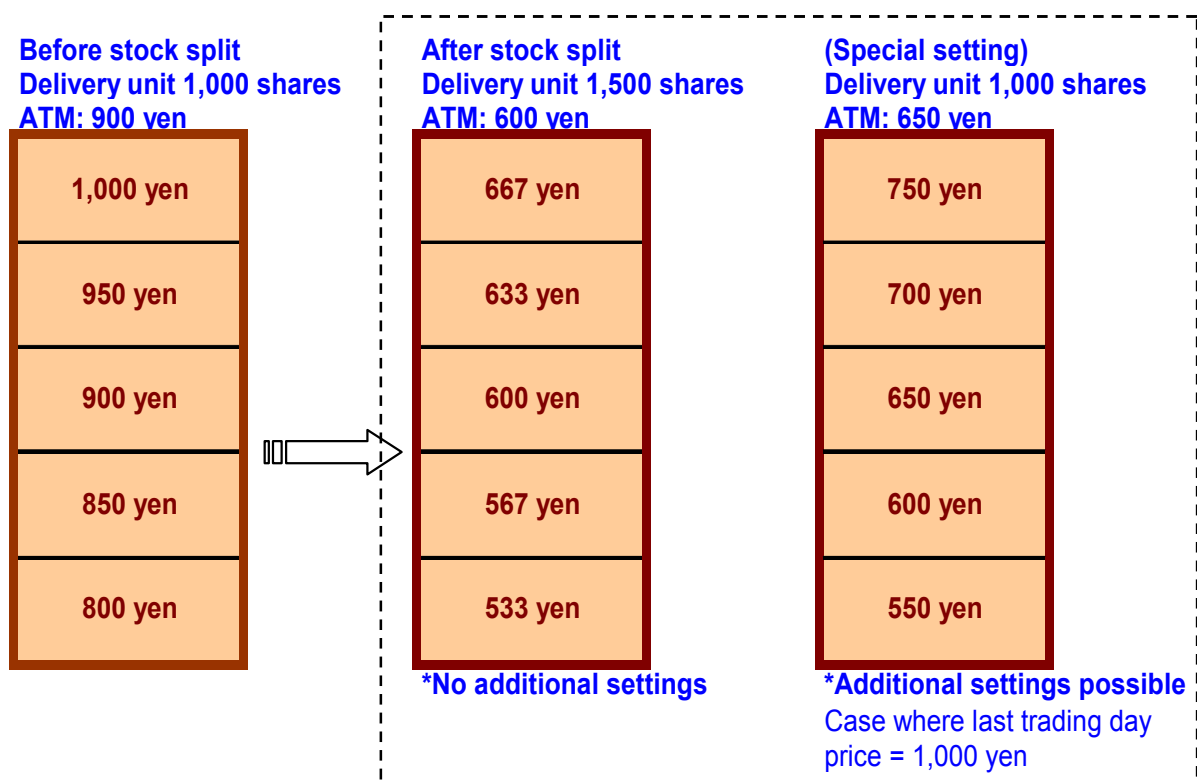 Before stock split
Delivery unit 1,000 shares
ATM: 900 yen
1,000 yen
950 yen
900 yen
850 yen
800 yen
After stock split
Delivery unit 1,500 shares
ATM: 600 yen
667 yen
633 yen
600 yen
567 yen
533 yen
*No additional settings
(Special setting)
Delivery unit 1,000 shares
ATM: 650 yen
750 yen
700 yen
650 yen
600 yen
550 yen
*Additional settings possible
Case where last trading day
price = 1,000 yen